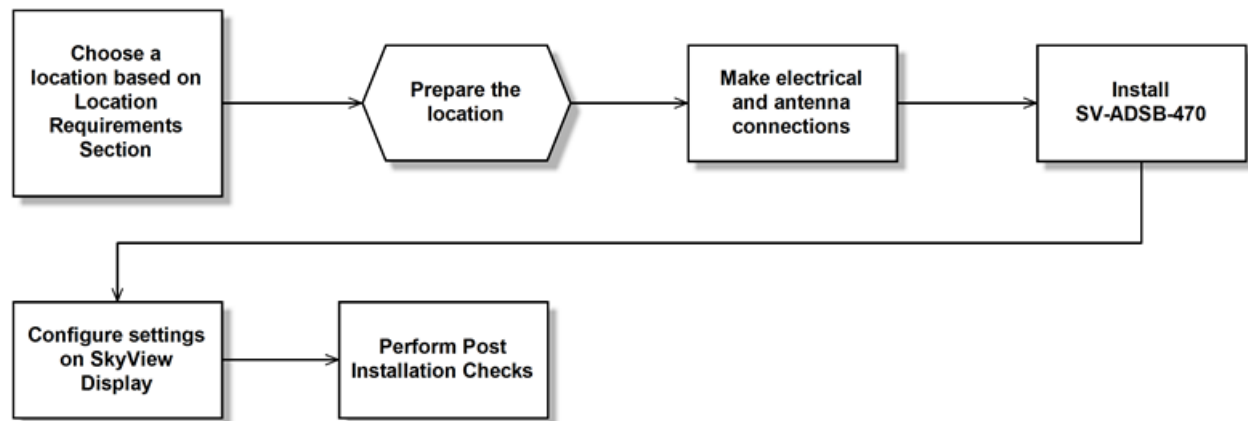 Choose a
location based on
Location
Requirements
Section
Prepare the
location
Make electrical
and antenna
connections
Install
SV-ADSB-470
Configure settings
on SkyView
Display
Perform Post
Installation Checks